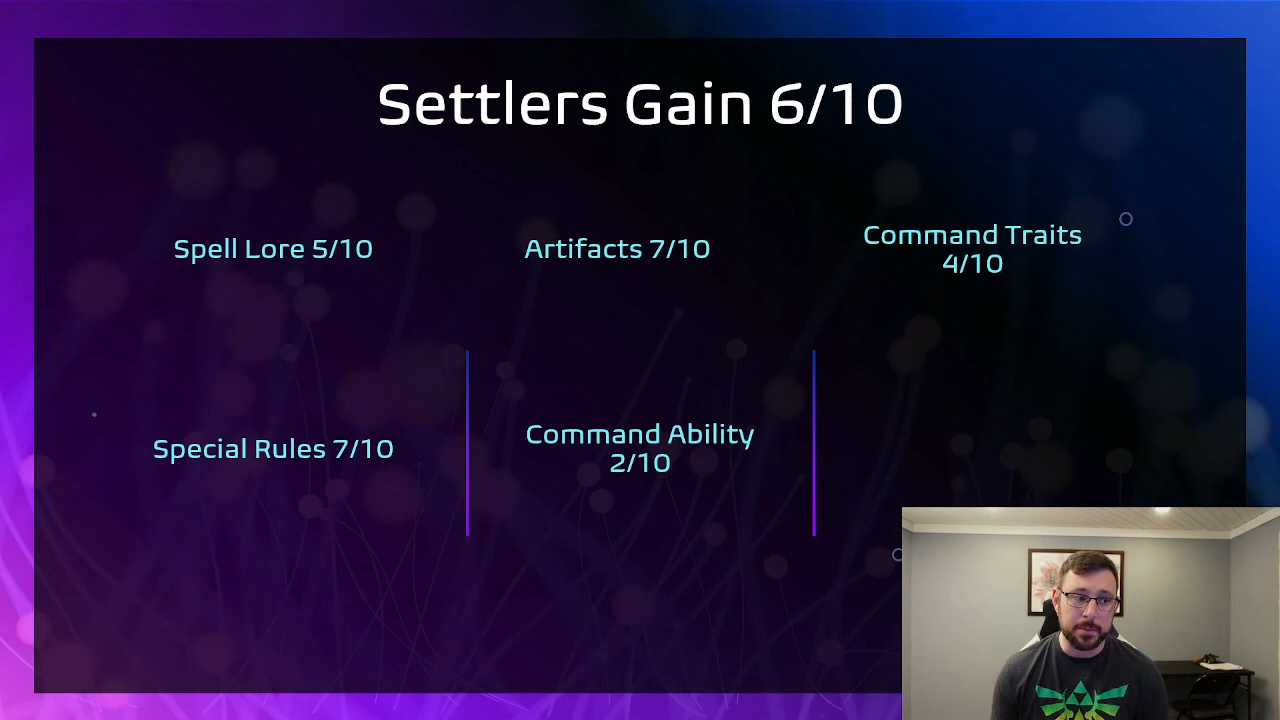 Settlers Gain 6/10
Spell Lore 5/10
Artifacts 7/10
Command Traits
4/10
Special Rules 7/10
Command Ability
2/10